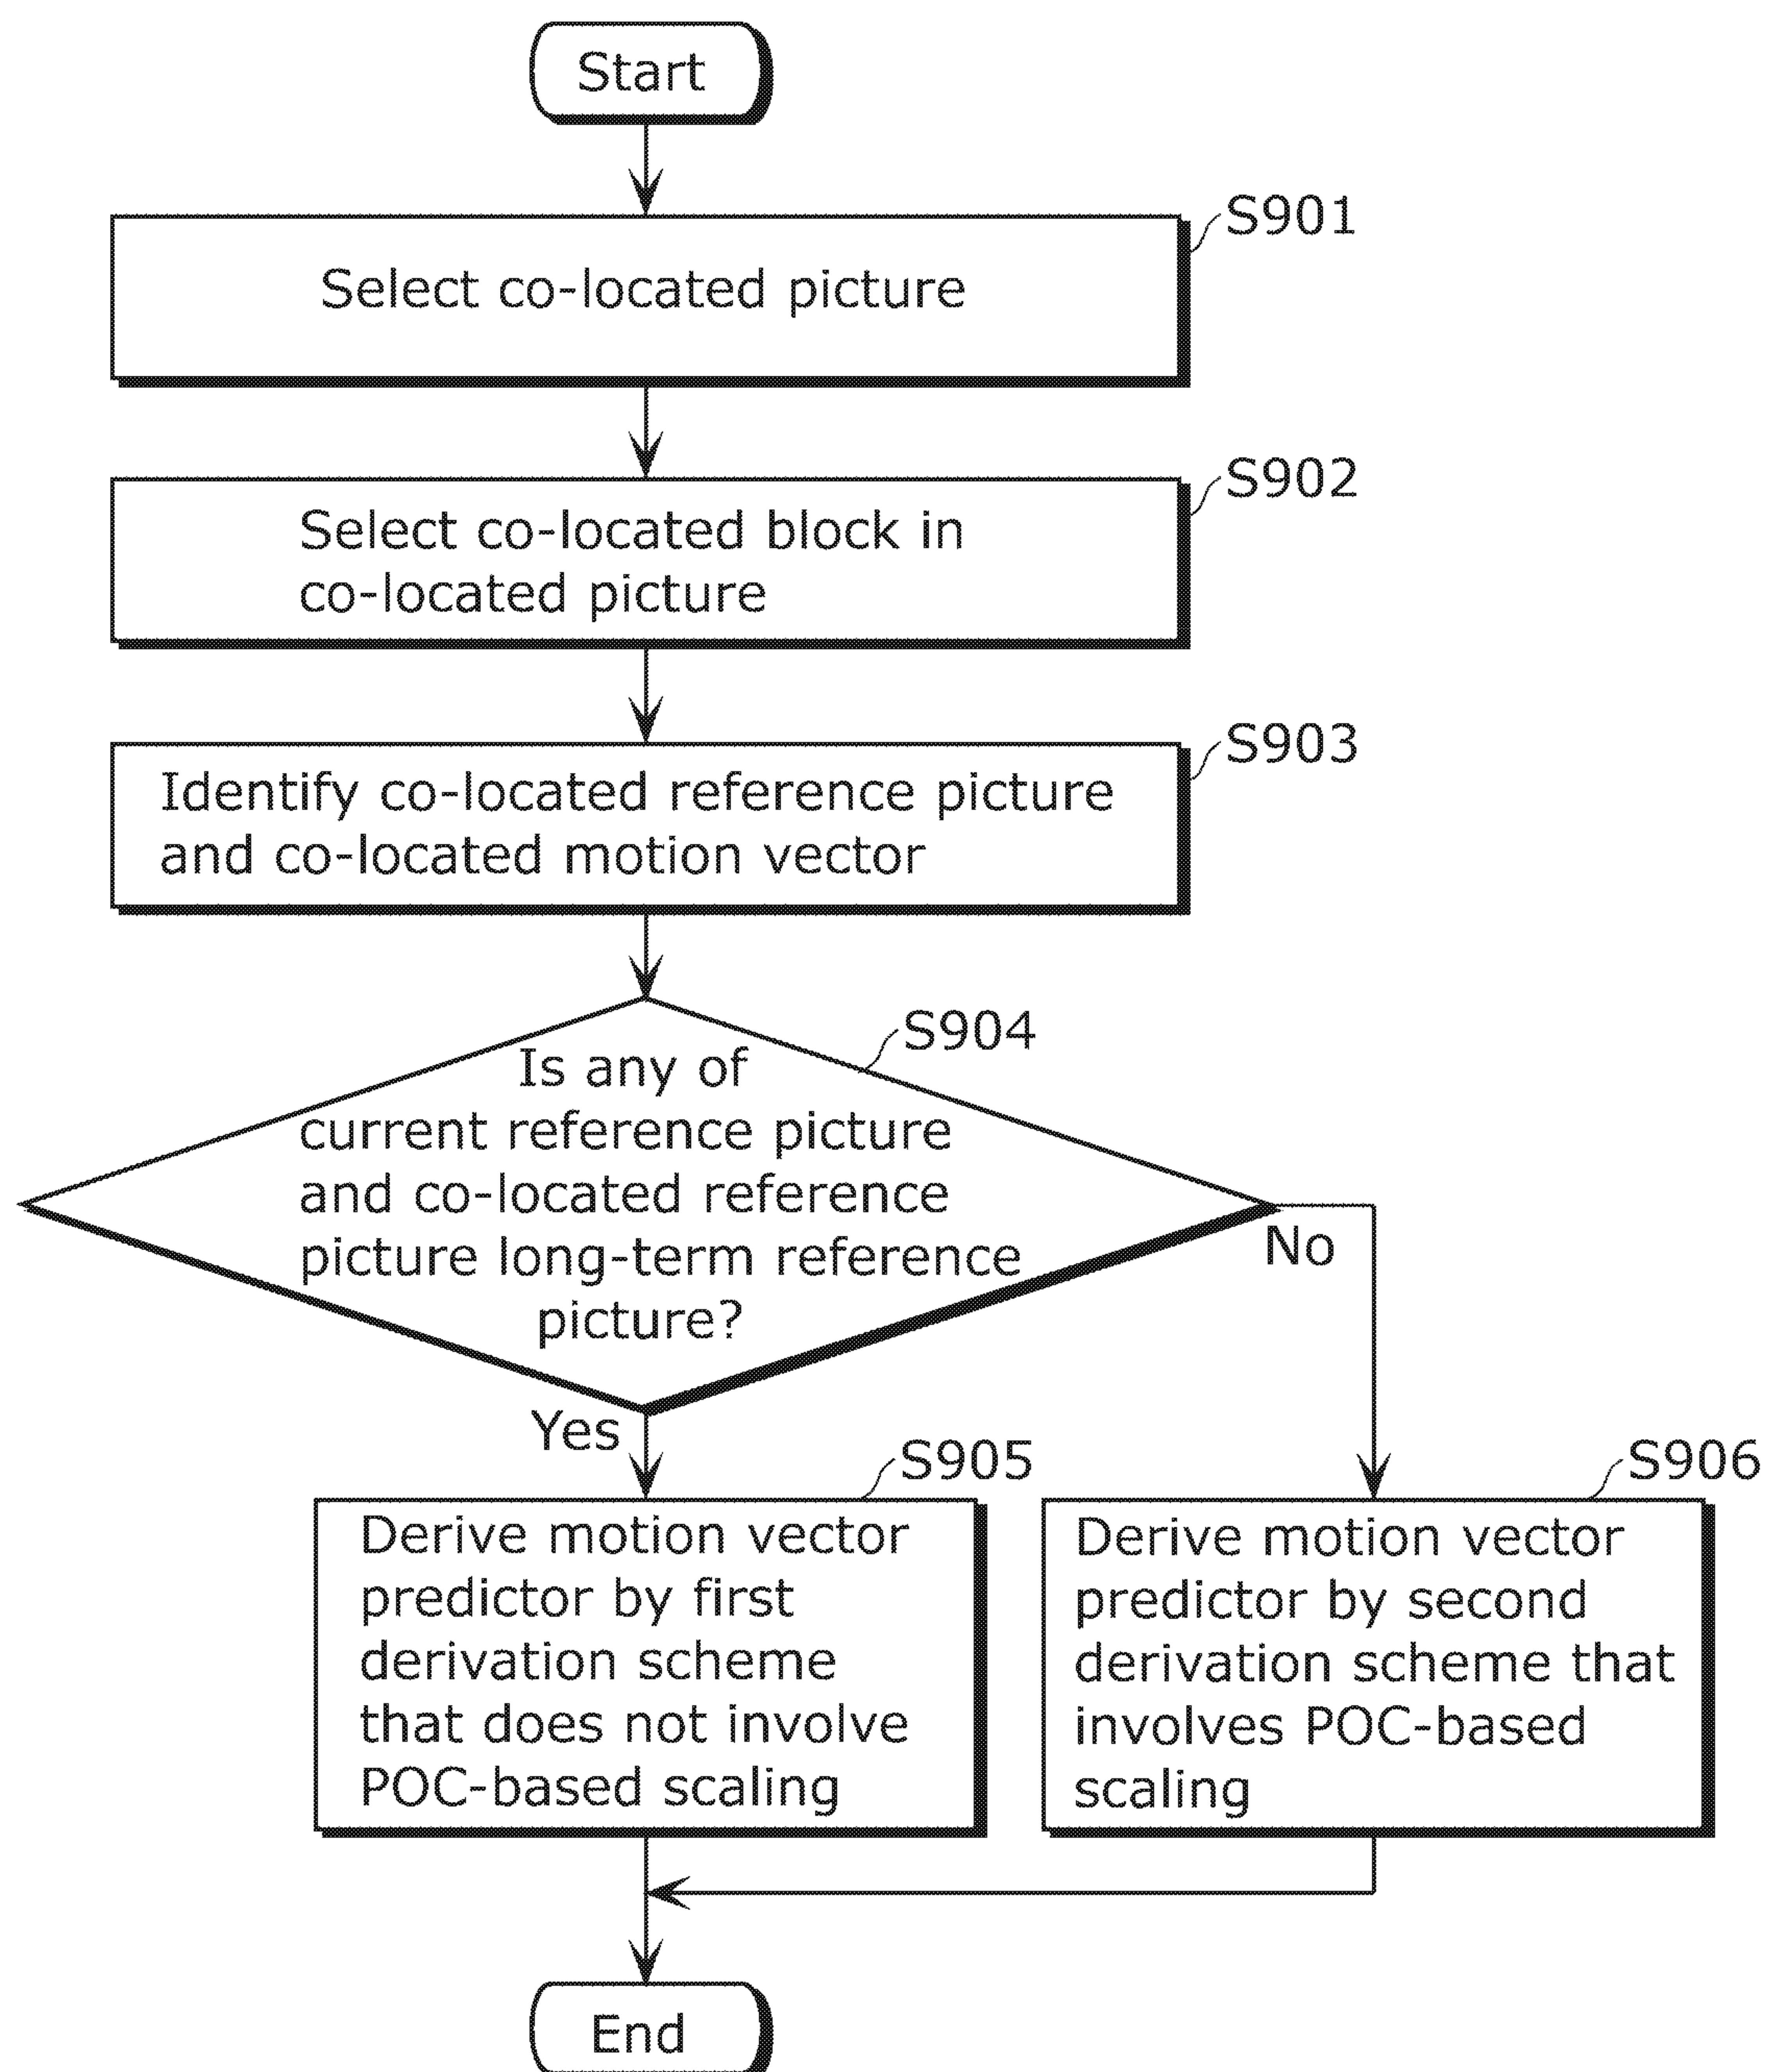 Start
S901
Select co-located picture
S902
Select co-located block in
co-located picture
S903
Identify co-located reference picture
and co-located motion vector
S904
Is any of
current reference picture
and co-located reference
picture long-term reference
picture?
No
Yes
S905
Derive motion vector
predictor by first
derivation scheme
that does not involve
POC-based scaling
S906
Derive motion vector
predictor by second
derivation scheme that
involves POC-based
scaling
End